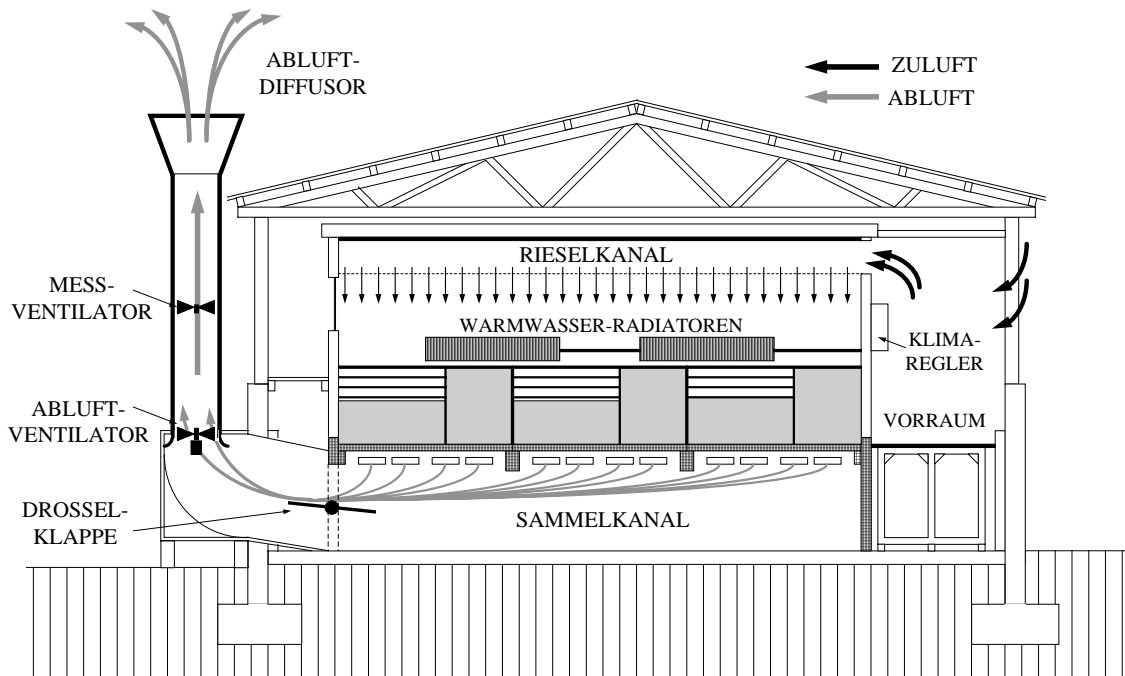 ABLUFT-
DIFFUSOR
ZULUFT
ABLUFT
RIESELKANAL
MESS-
VENTILATOR
WARMWASSER-RADIATOREN
KLIMA-
REGLER
ABLUFT-
VENTILATOR
VORRAUM
DROSSEL-
KLAPPE
SAMMELKANAL